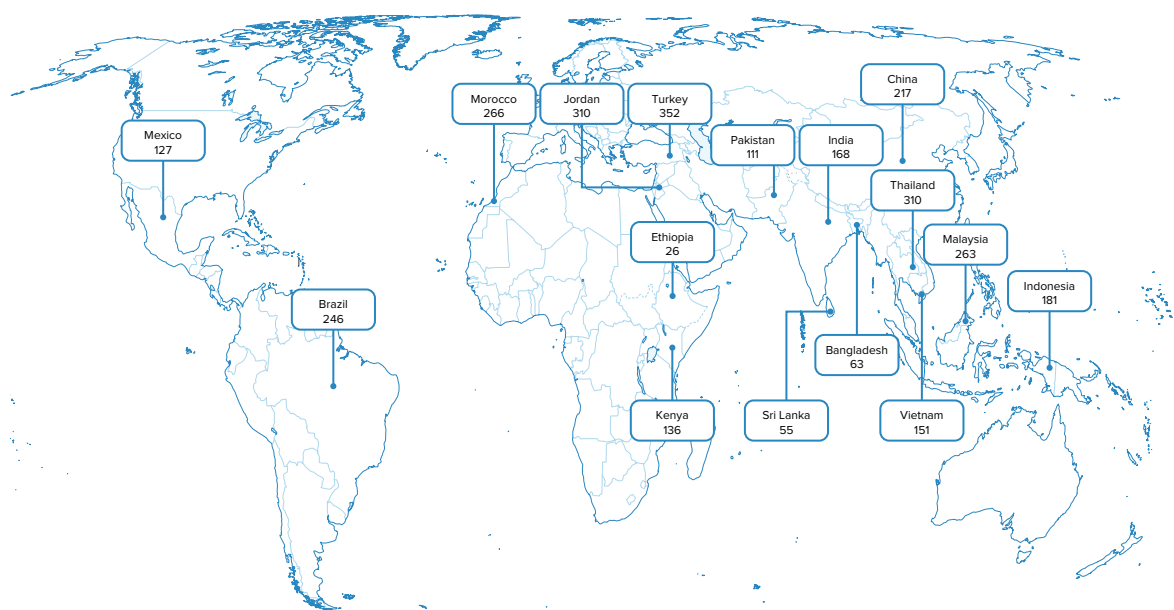 China
217
Morocco
266
Jordan
310
Turkey
352
Mexico
127
Pakistan
111
India
168
Thailand
310
Ethiopia
26
Malaysia
263
Indonesia
181
Brazil
246
Bangladesh
63
Kenya
136
Sri Lanka
55
Vietnam
151